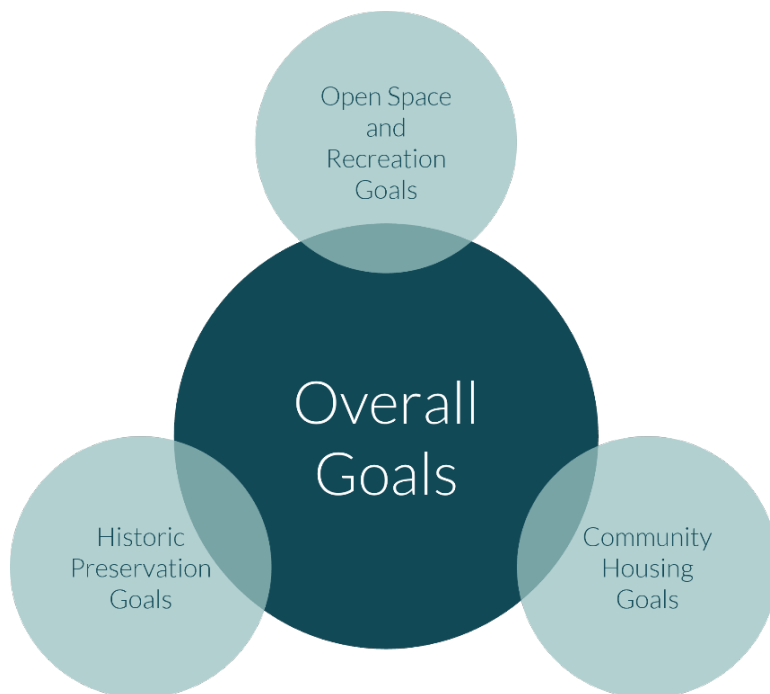 Open Space
and
Recreation
Goals
Overall
Goals
Historic
Preservation
Goals
Community
Housing
Goals